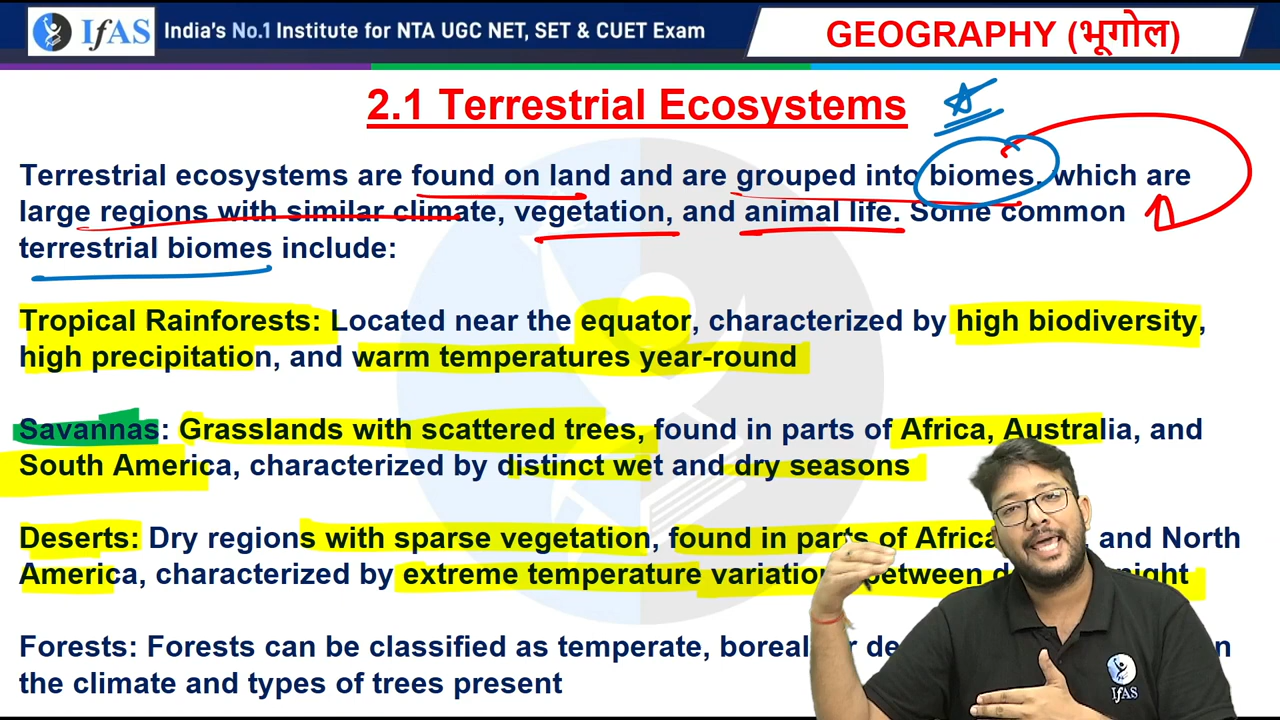 IfAS India's No.1 Institute for NTA UGC NET, SET & CUET Exam
GEOGRAPHY (भूगोल)
2.1 Terrestrial Ecosystems
Terrestrial ecosystems are found on land and are grouped into biomes, which are
large regions with similar climate, vegetation, and animal life. Some common
terrestrial biomes include:
Tropical Rainforests: Located near the equator, characterized by high biodiversity,
high precipitation, and warm temperatures year-round
Savannas: Grasslands with scattered trees, found in parts of Africa, Australia, and
South America, characterized by distinct wet and dry seasons
Deserts: Dry regions with sparse vegetation, found in parts of Africa and North
America, characterized by extreme temperature variation between night
Forests: Forests can be classified as temperate, boreal
the climate and types of trees present
IfAS